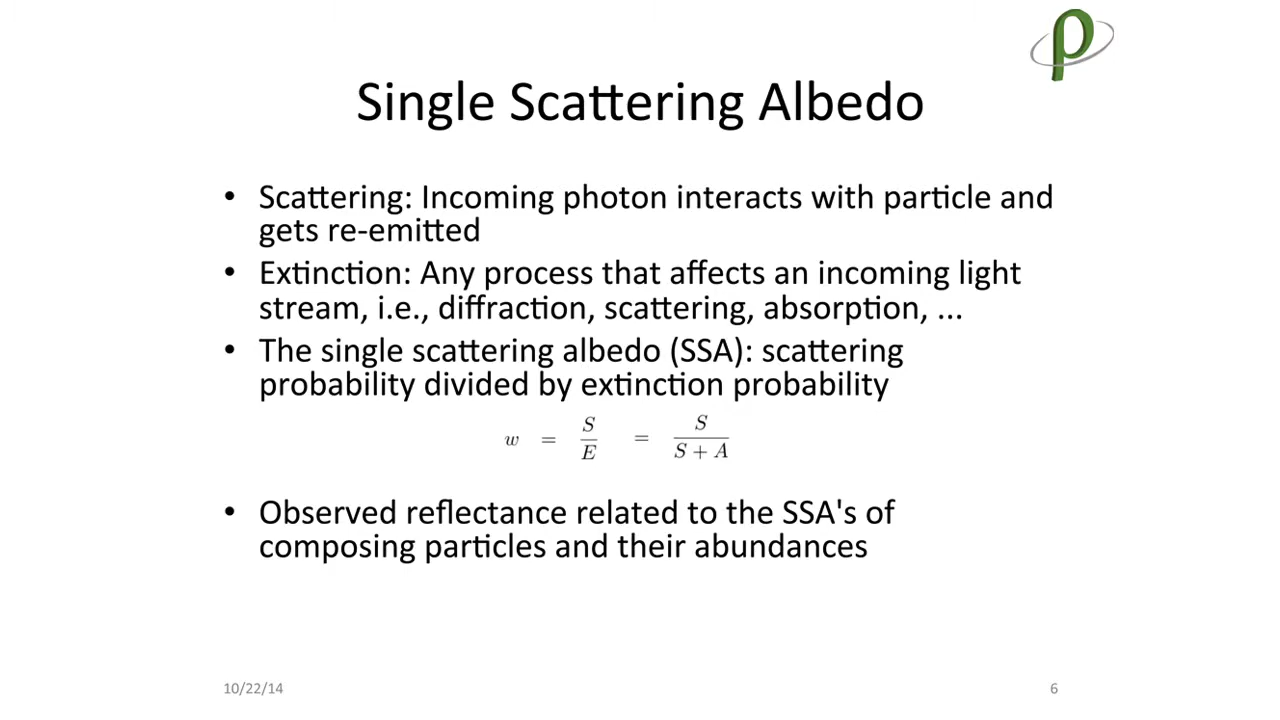 ρ
Single Scattering Albedo
• Scattering: Incoming photon interacts with particle and
gets re-emitted
• Extinction: Any process that affects an incoming light
stream, i.e., diffraction, scattering, absorption, ...
• The single scattering albedo (SSA): scattering
probability divided by extinction probability
w = S/E = S/(S + A)
• Observed reflectance related to the SSA's of
composing particles and their abundances
10/22/14 6